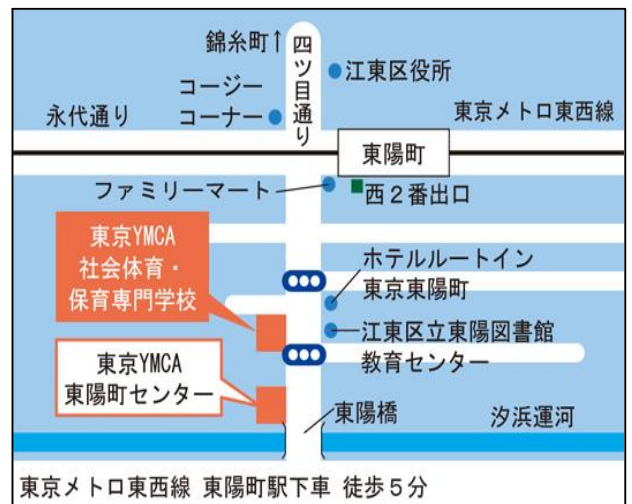 錦糸町↑
四ツ目通り
江東区役所
コージー
コーナー
永代通り
東京メトロ東西線
東陽町
ファミリーマート
西2番出口
東京YMCA
社会体育・
保育専門学校
ホテルルートイン
東京東陽町
江東区立東陽図書館
教育センター
東京YMCA
東陽町センター
東陽橋
汐浜運河
東京メトロ東西線 東陽町駅下車 徒歩5分